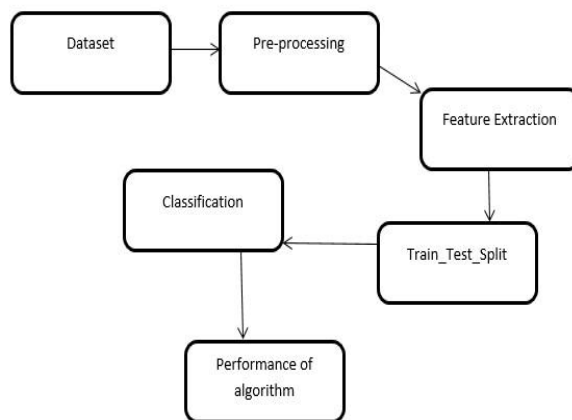 Dataset
Pre-processing
Feature Extraction
Train_Test_Split
Classification
Performance of
algorithm